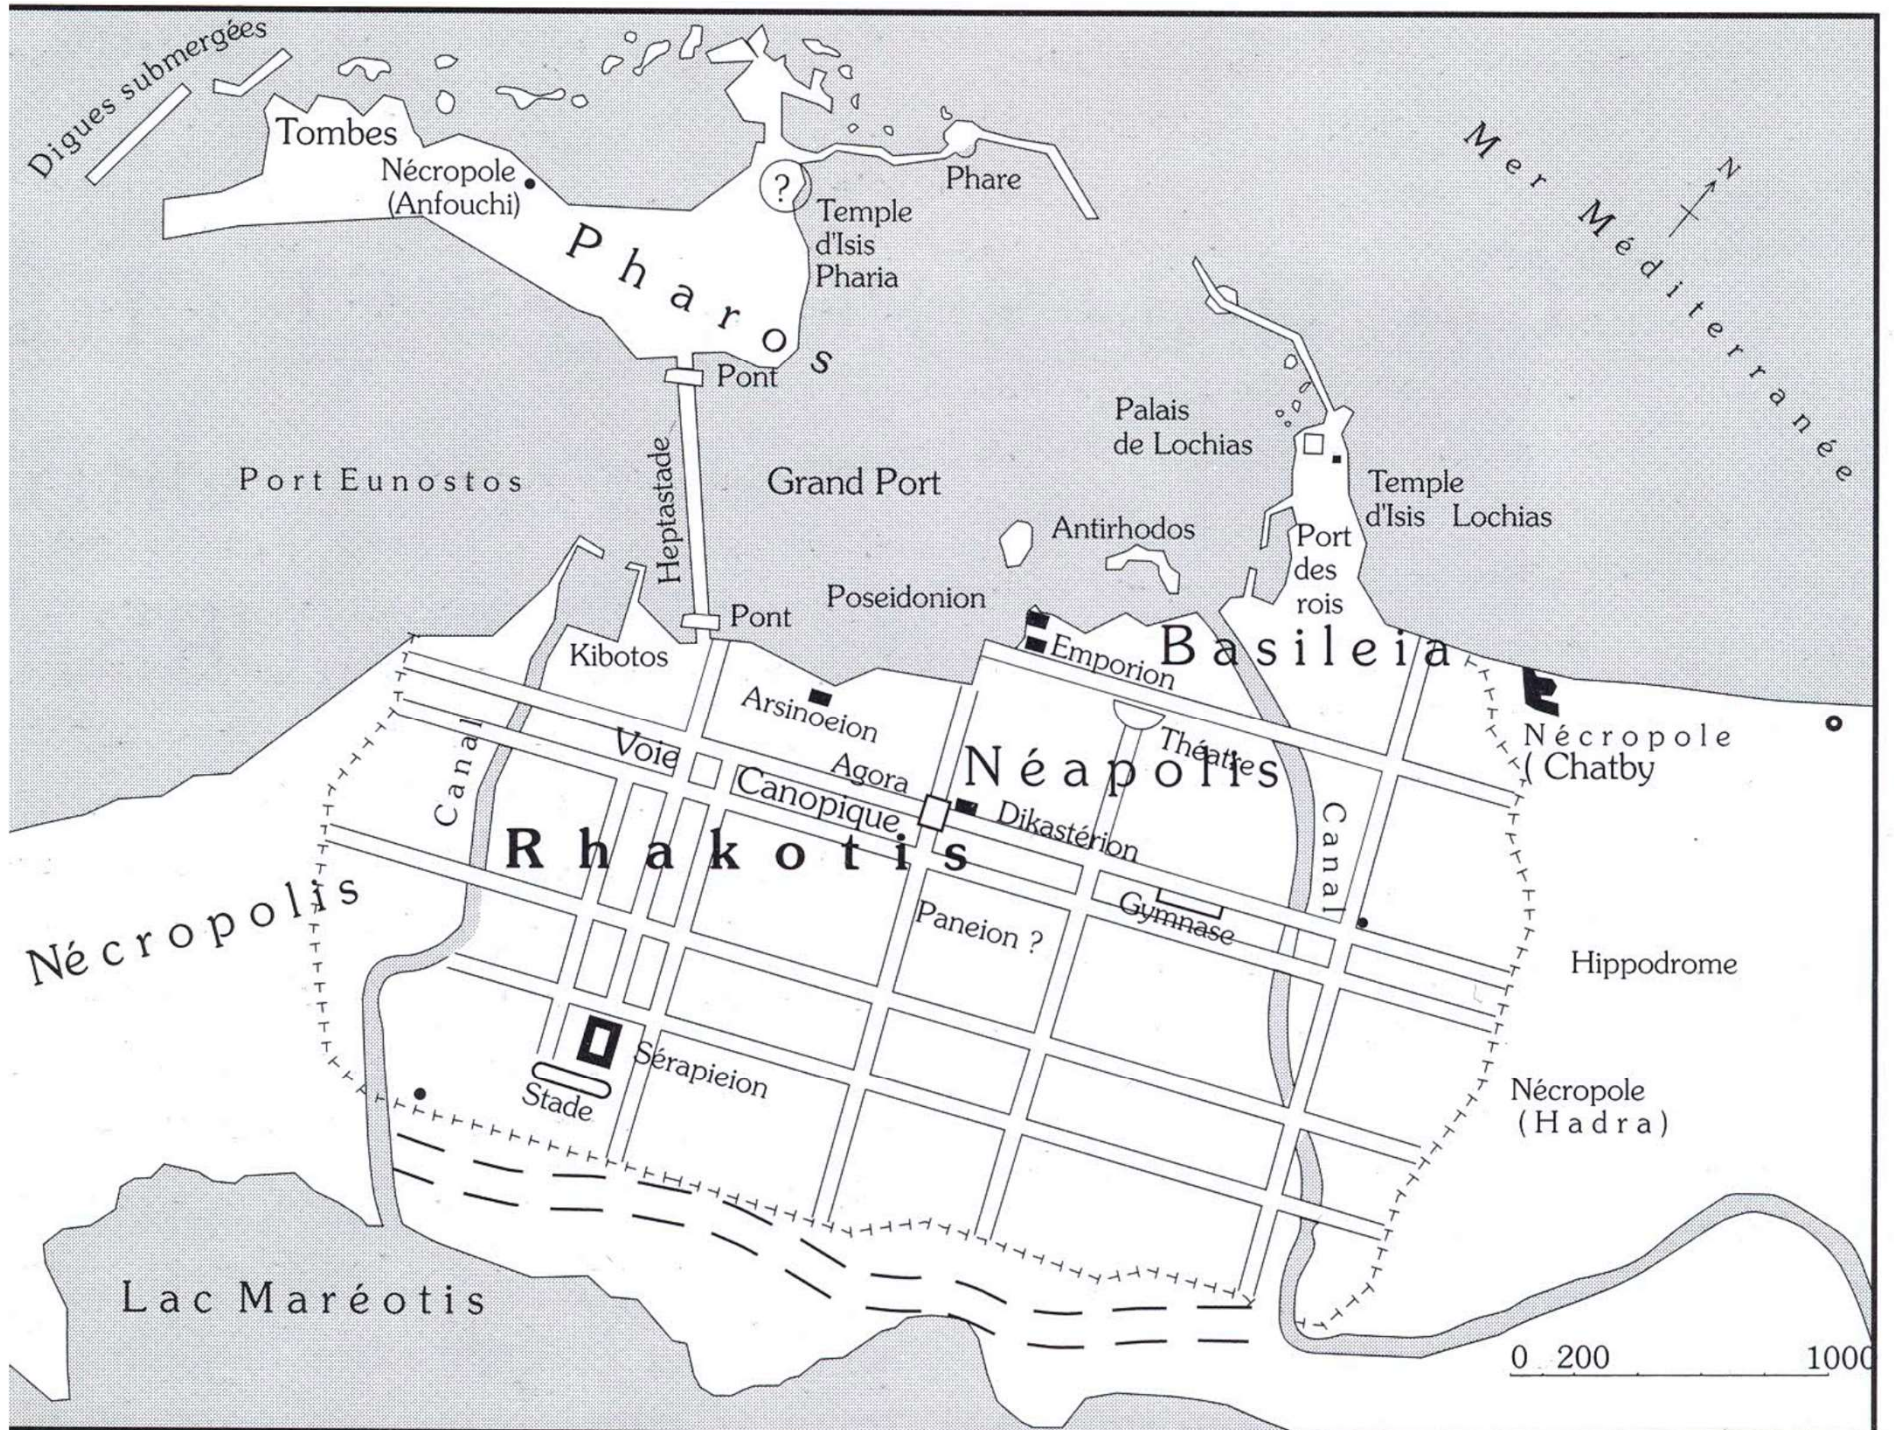 Digues submergées
Tombes
Nécropole
(Anfouchi)
Pharos
?
Temple
d'Isis
Pharia
Phare
Mer Méditerranée
N
Pont
Heptastade
Port Eunostos
Grand Port
Palais
de Lochias
Temple
d'Isis Lochias
Antirhodos
Port
des
rois
Poseidonion
Pont
Kibotos
Emporion
Basileia
Arsinoeion
Théatre
Nécropole
( Chatby
Voie
Canopique
Agora
Néapolis
Canal
Dikastérion
Canal
Rhakotis
Nécropolis
Gymnase
Paneion ?
Hippodrome
Sérapieion
Stade
Nécropole
(Hadra)
Lac Maréotis
0 200 1000